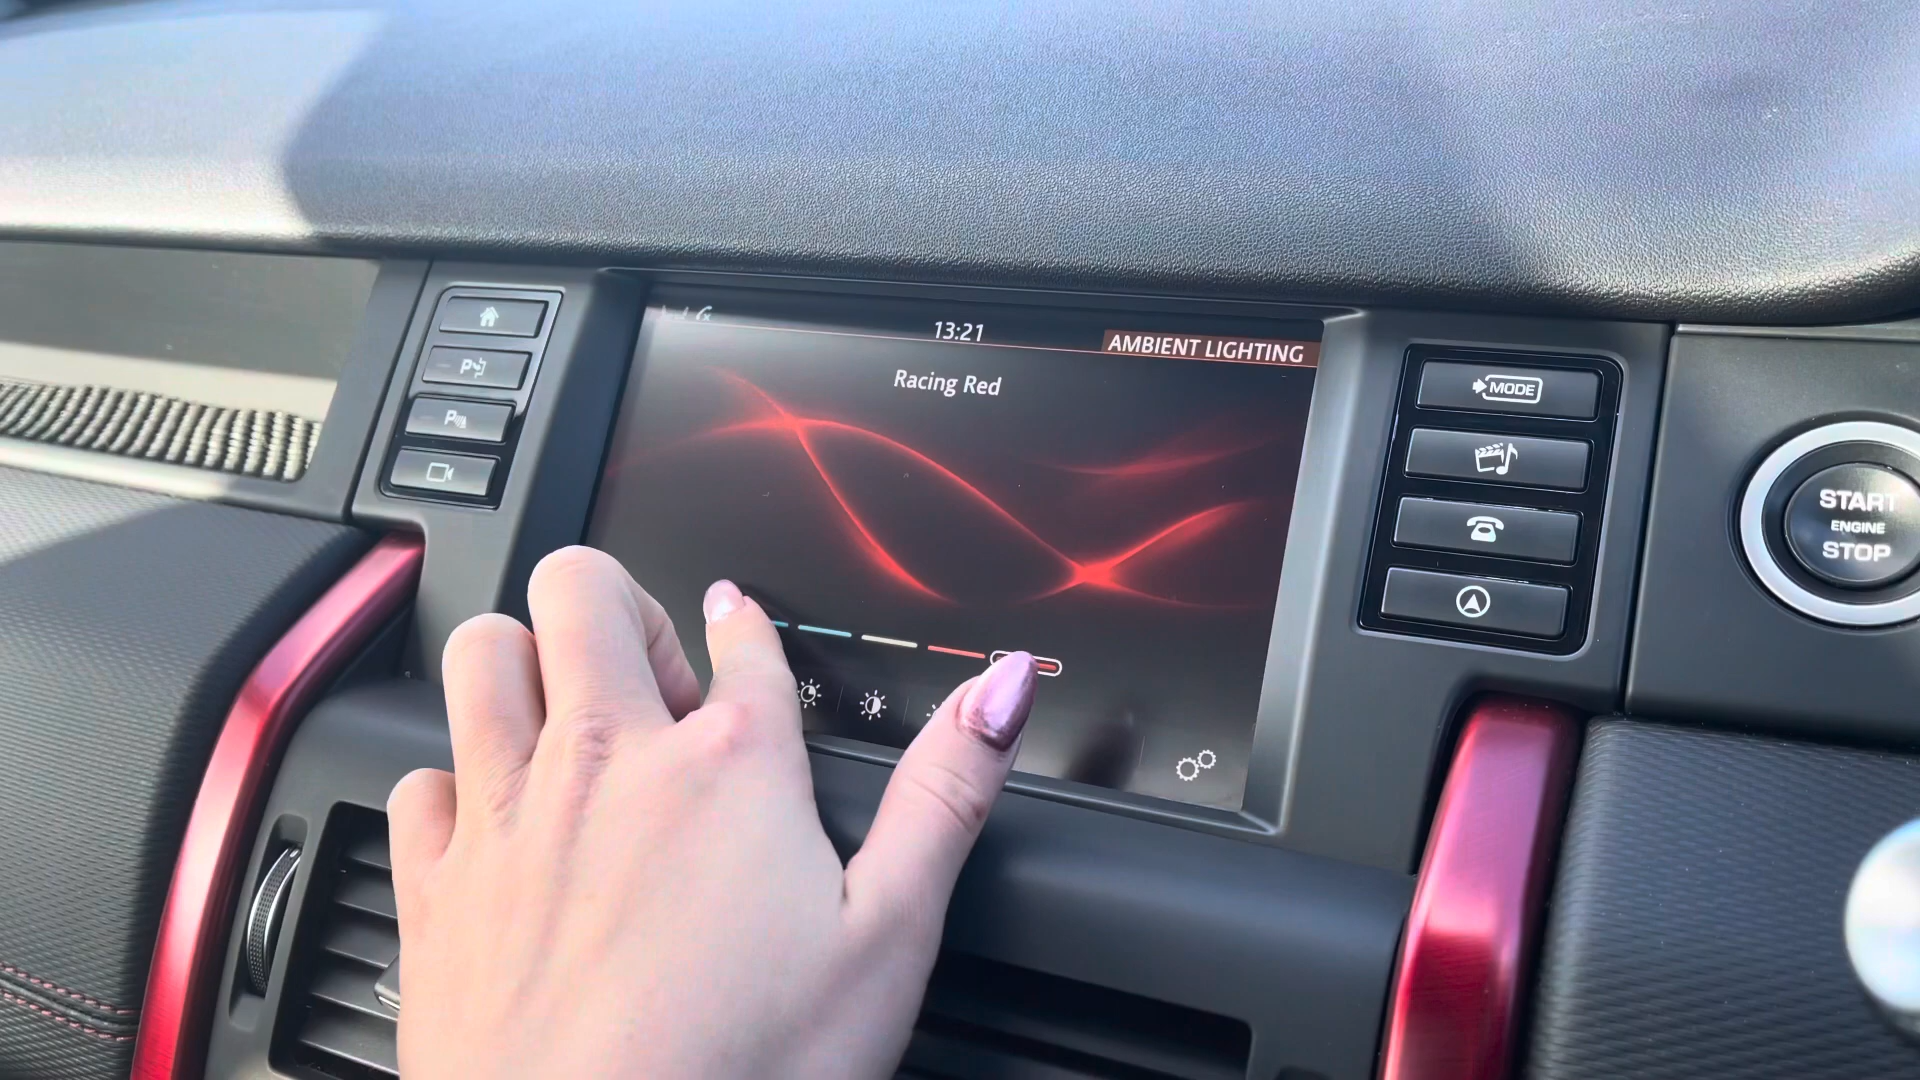 13:21
AMBIENT LIGHTING
Racing Red
MODE
P
P
START
ENGINE
STOP